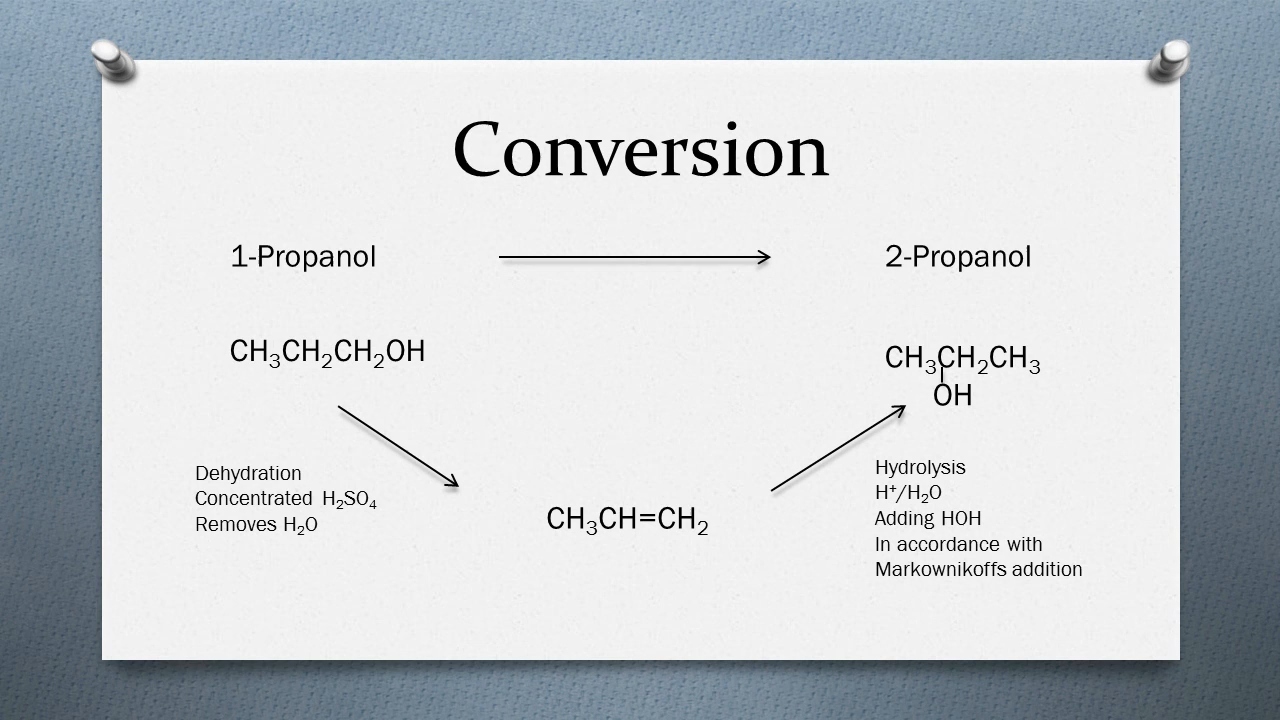 Conversion
1-Propanol
2-Propanol
CH₃CH₂CH₂OH
CH₃CH₂CH₃
OH
Dehydration
Concentrated H₂SO₄
Removes H₂O
CH₃CH=CH₂
Hydrolysis
H⁺/H₂O
Adding HOH
In accordance with
Markownikoffs addition